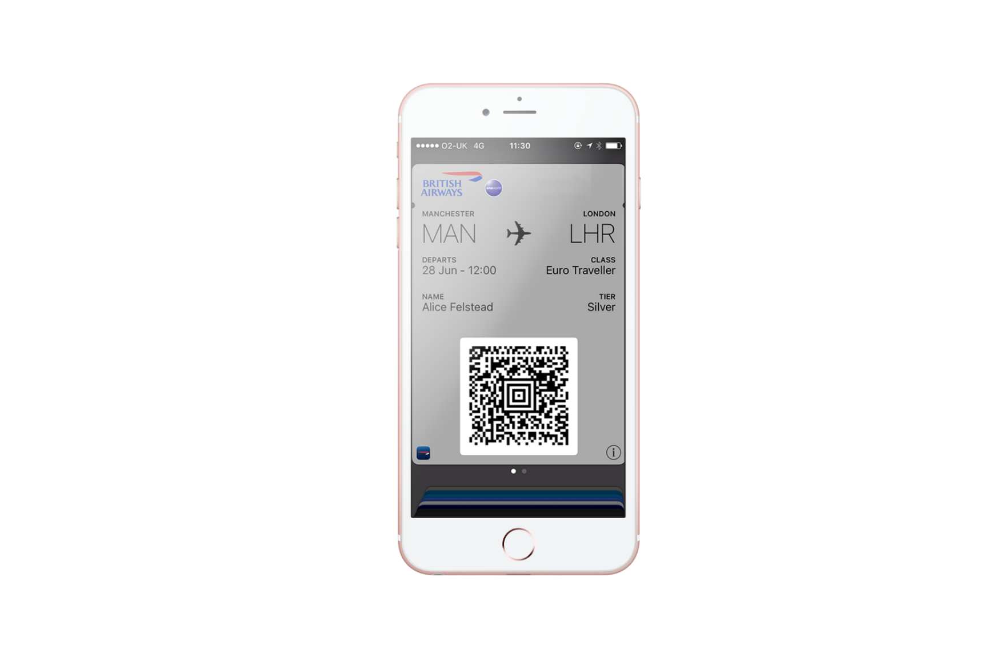 O2-UK 4G 11:30
BRITISH
AIRWAYS
oneworld
MANCHESTER LONDON
MAN LHR
DEPARTS CLASS
28 Jun - 12:00 Euro Traveller
NAME TIER
Alice Felstead Silver
i